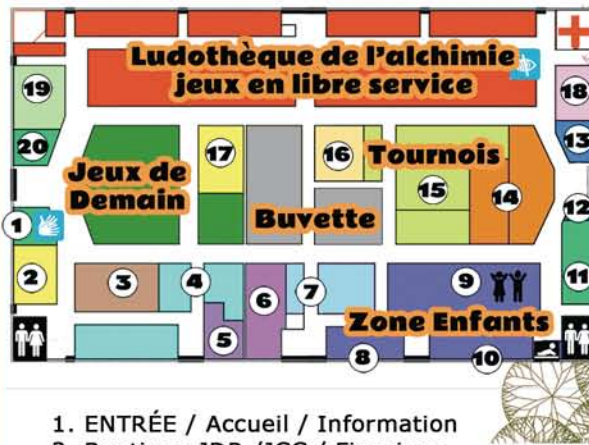 Ludothèque de l'alchimie
jeux en libre service
19
18
20
17
16
Tournois
13
Jeux de
Demain
15
14
1
Buvette
12
2
3
4
6
7
9
11
5
Zone Enfants
8
10
1. ENTRÉE / Accueil / Information